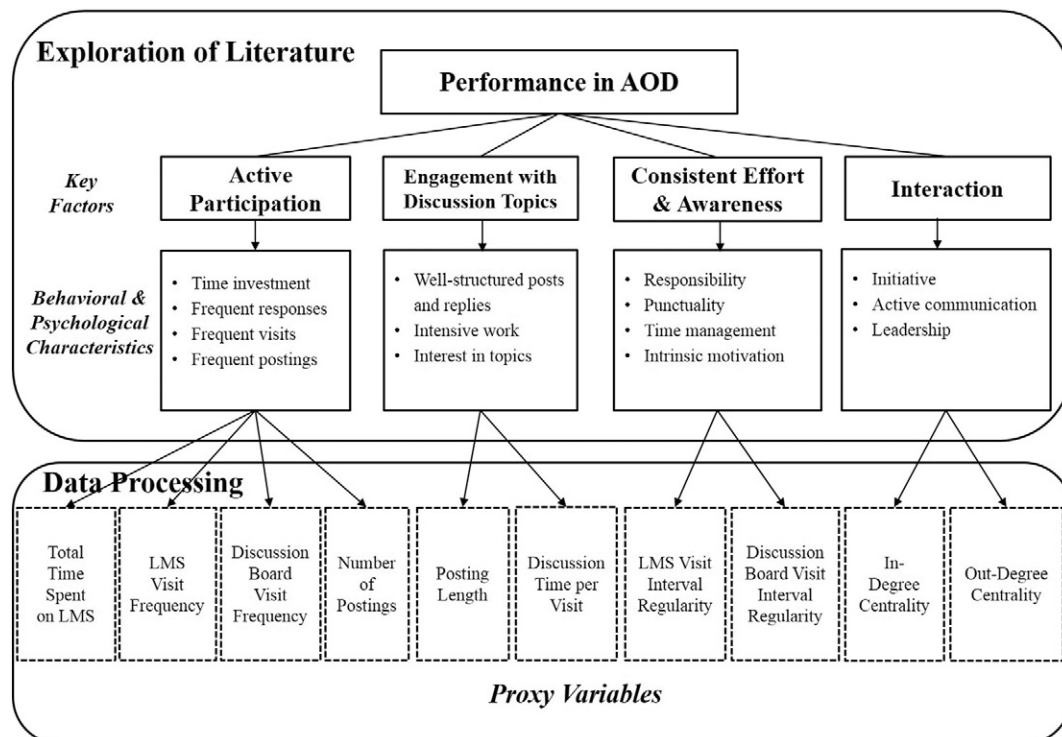 Exploration of Literature
Performance in AOD
Key
Factors
Active
Participation
Engagement with
Discussion Topics
Consistent Effort
& Awareness
Interaction
Behavioral &
Psychological
Characteristics
• Time investment
• Frequent responses
• Frequent visits
• Frequent postings
• Well-structured posts
and replies
• Intensive work
• Interest in topics
• Responsibility
• Punctuality
• Time management
• Intrinsic motivation
• Initiative
• Active communication
• Leadership
Data Processing
Total
Time
Spent
on LMS
LMS
Visit
Frequency
Discussion
Board
Visit
Frequency
Number
of
Postings
Posting
Length
Discussion
Time per
Visit
LMS Visit
Interval
Regularity
Discussion
Board Visit
Interval
Regularity
In-
Degree
Centrality
Out-Degree
Centrality
Proxy Variables